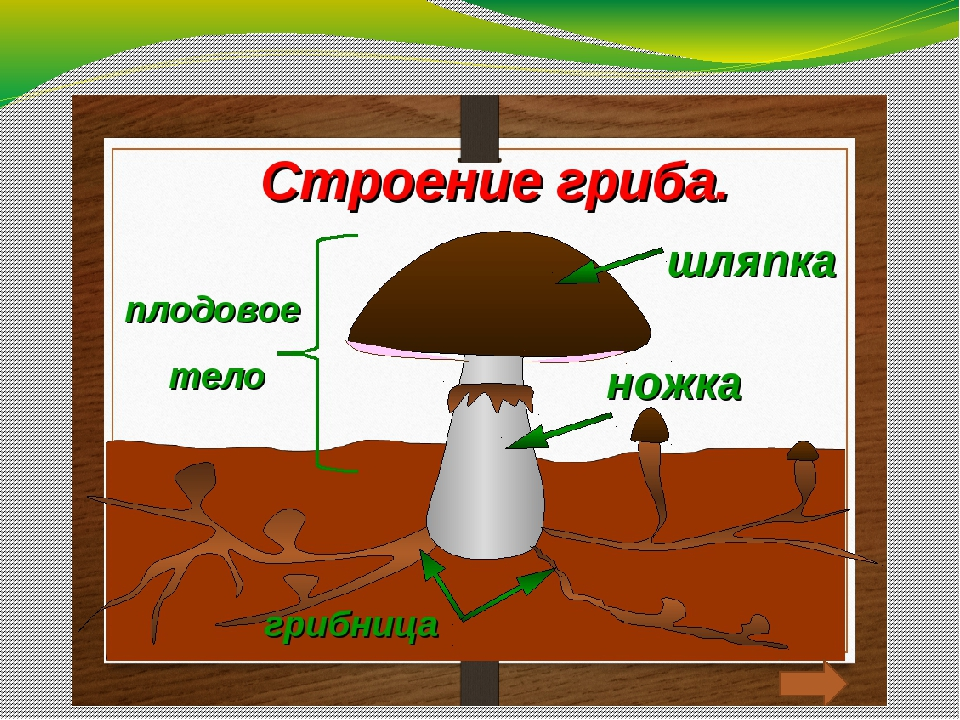 Строение гриба.
шляпка
плодовое
тело
ножка
грибница